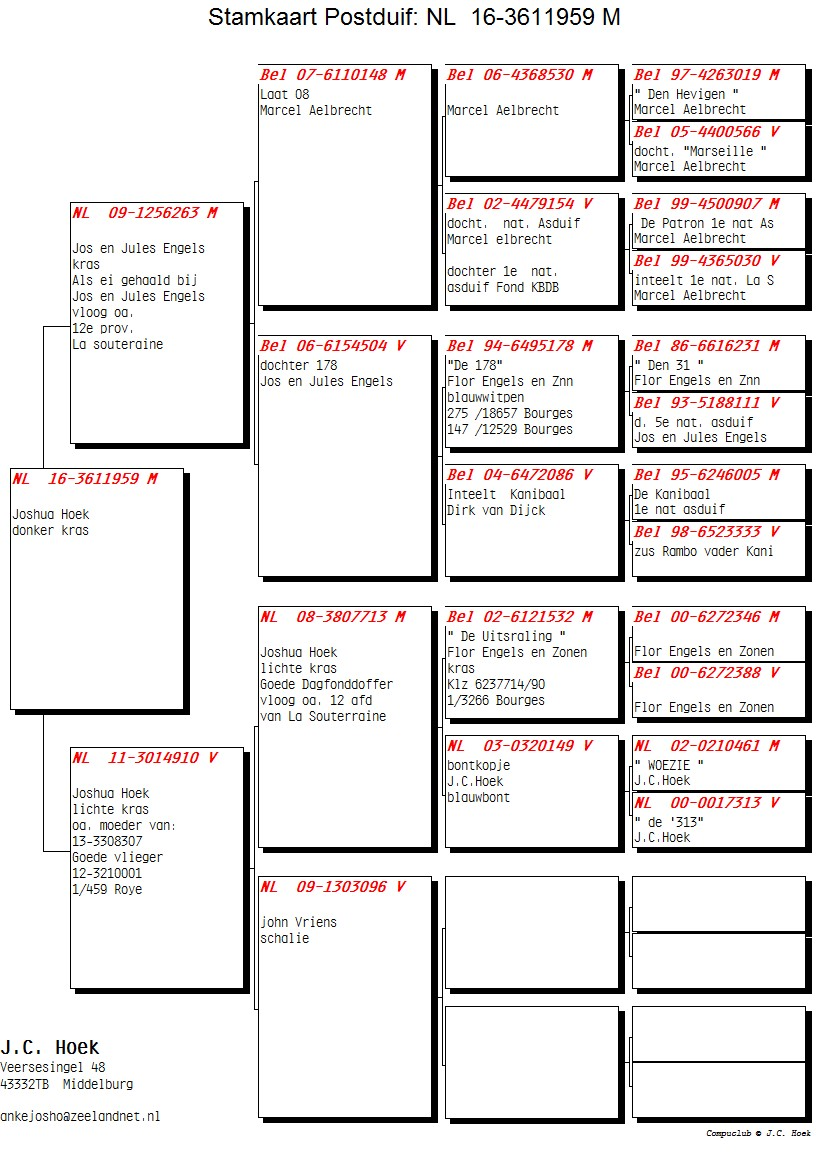 Stamkaart Postduif: NL  16-3611959 M
NL  16-3611959 M
Joshua Hoek
donker kras
NL  09-1256263 M
Jos en Jules Engels
kras
Als ei gehaald bij
Jos en Jules Engels
vloog oa.
12e prov.
La souteraine
NL  11-3014910 V
Joshua Hoek
lichte kras
oa. moeder van:
13-3308307
Goede vlieger
12-3210001
1/459 Roye
Bel 07-6110148 M
Laat 08
Marcel Aelbrecht
Bel 06-6154504 V
dochter 178
Jos en Jules Engels
NL  08-3807713 M
Joshua Hoek
lichte kras
Goede Dagfonddoffer
vloog oa. 12 afd
van La Souterraine
NL  09-1303096 V
john Vriens
schalie
Bel 06-4368530 M
Marcel Aelbrecht
Bel 02-4479154 V
docht.  nat. Asduif
Marcel elbrecht
dochter 1e  nat.
asduif Fond KBDB
Bel 94-6495178 M
"De 178"
Flor Engels en Znn
blauwwitpen
275 /18657 Bourges
147 /12529 Bourges
Bel 04-6472086 V
Inteelt  Kanibaal
Dirk van Dijck
Bel 02-6121532 M
" De Uitsraling "
Flor Engels en Zonen
kras
Klz 6237714/90
1/3266 Bourges
NL  03-0320149 V
bontkopje
J.C.Hoek
blauwbont
Bel 97-4263019 M
" Den Hevigen "
Marcel Aelbrecht
Bel 05-4400566 V
docht. "Marseille "
Marcel Aelbrecht
Bel 99-4500907 M
De Patron 1e nat As
Marcel Aelbrecht
Bel 99-4365030 V
inteelt 1e nat. La S
Marcel Aelbrecht
Bel 86-6616231 M
" Den 31 "
Flor Engels en Znn
Bel 93-5188111 V
d. 5e nat. asduif
Jos en Jules Engels
Bel 95-6246005 M
De Kanibaal
1e nat asduif
Bel 98-6523333 V
zus Rambo vader Kani
Bel 00-6272346 M
Flor Engels en Zonen
Bel 00-6272388 V
Flor Engels en Zonen
NL  02-0210461 M
" WOEZIE "
J.C.Hoek
NL  00-0017313 V
" de '313"
J.C.Hoek
J.C. Hoek
Veersesingel 48
43332TB  Middelburg
ankejosho@zeelandnet.nl
Compuclub © J.C. Hoek